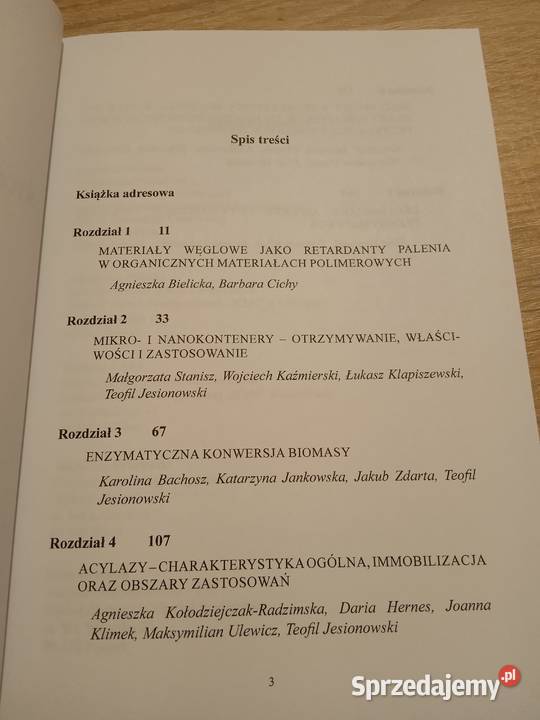 Spis treści
Książka adresowa
Rozdział 1 11
MATERIAŁY WĘGLOWE JAKO RETARDANTY PALENIA
W ORGANICZNYCH MATERIAŁACH POLIMEROWYCH
Agnieszka Bielicka, Barbara Cichy
Rozdział 2 33
MIKRO- I NANOKONTENERY – OTRZYMYWANIE, WŁAŚCI-
WOŚCI I ZASTOSOWANIE
Małgorzata Stanisz, Wojciech Kaźmierski, Łukasz Klapiszewski,
Teofil Jesionowski
Rozdział 3 67
ENZYMATYCZNA KONWERSJA BIOMASY
Karolina Bachosz, Katarzyna Jankowska, Jakub Zdarta, Teofil
Jesionowski
Rozdział 4 107
ACYLAZY – CHARAKTERYSTYKA OGÓLNA, IMMOBILIZACJA
ORAZ OBSZARY ZASTOSOWAŃ
Agnieszka Kołodziejczak-Radzimska, Daria Hernes, Joanna
Klimek, Maksymilian Ulewicz, Teofil Jesionowski
3
Sprzedajemy.pl